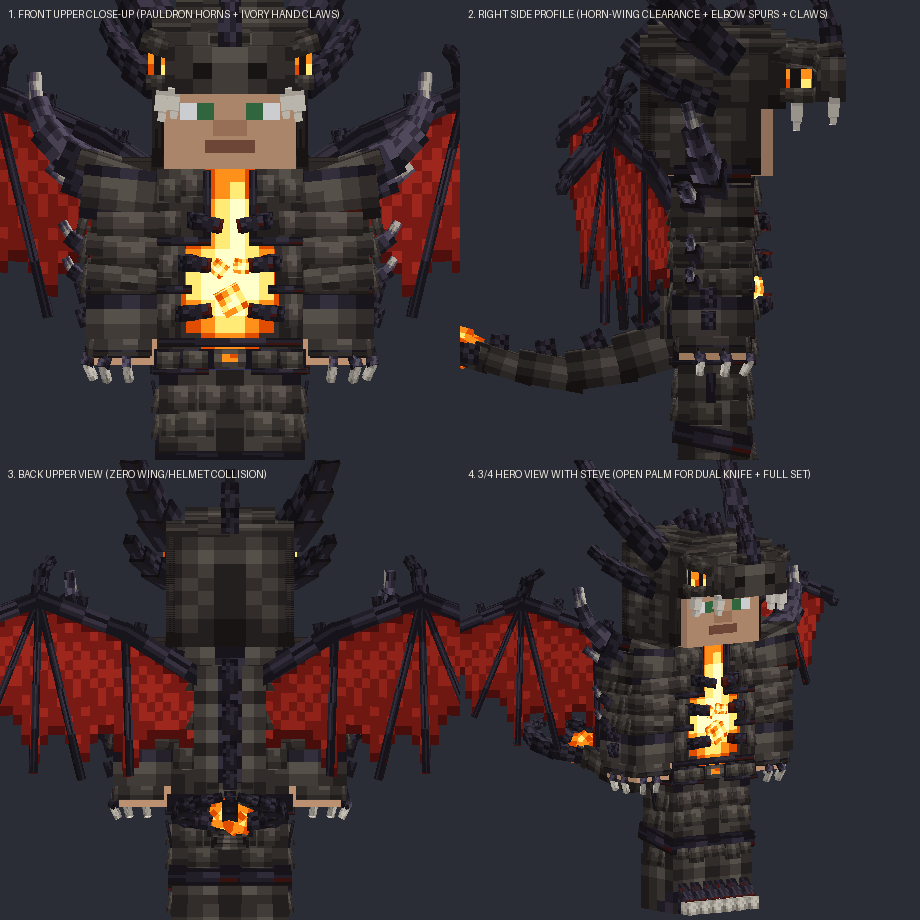 1. FRONT UPPER CLOSE-UP (PAULDRON HORNS + IVORY HAND CLAWS)
2. RIGHT SIDE PROFILE (HORN-WING CLEARANCE + ELBOW SPURS + CLAWS)
3. BACK UPPER VIEW (ZERO WING/HELMET COLLISION)
4. 3/4 HERO VIEW WITH STEVE (OPEN PALM FOR DUAL KNIFE + FULL SET)